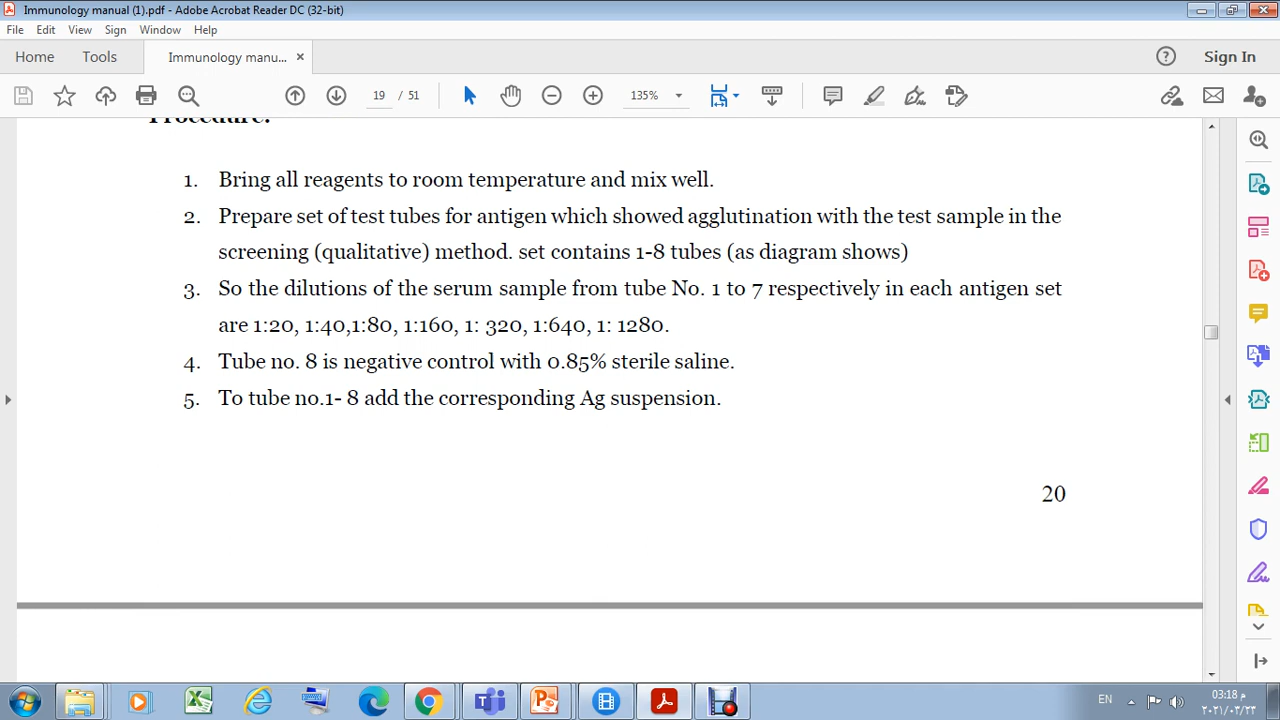 Immunology manual (1).pdf - Adobe Acrobat Reader DC (32-bit)
File Edit View Sign Window Help
Home Tools Immunology manu... × Sign In
19 / 51 135%
Procedure:
1. Bring all reagents to room temperature and mix well.
2. Prepare set of test tubes for antigen which showed agglutination with the test sample in the
screening (qualitative) method. set contains 1-8 tubes (as diagram shows)
3. So the dilutions of the serum sample from tube No. 1 to 7 respectively in each antigen set
are 1:20, 1:40,1:80, 1:160, 1: 320, 1:640, 1: 1280.
4. Tube no. 8 is negative control with 0.85% sterile saline.
5. To tube no.1- 8 add the corresponding Ag suspension.
20
EN
م 03:18
٢٠٢١/٠٣/٢٣